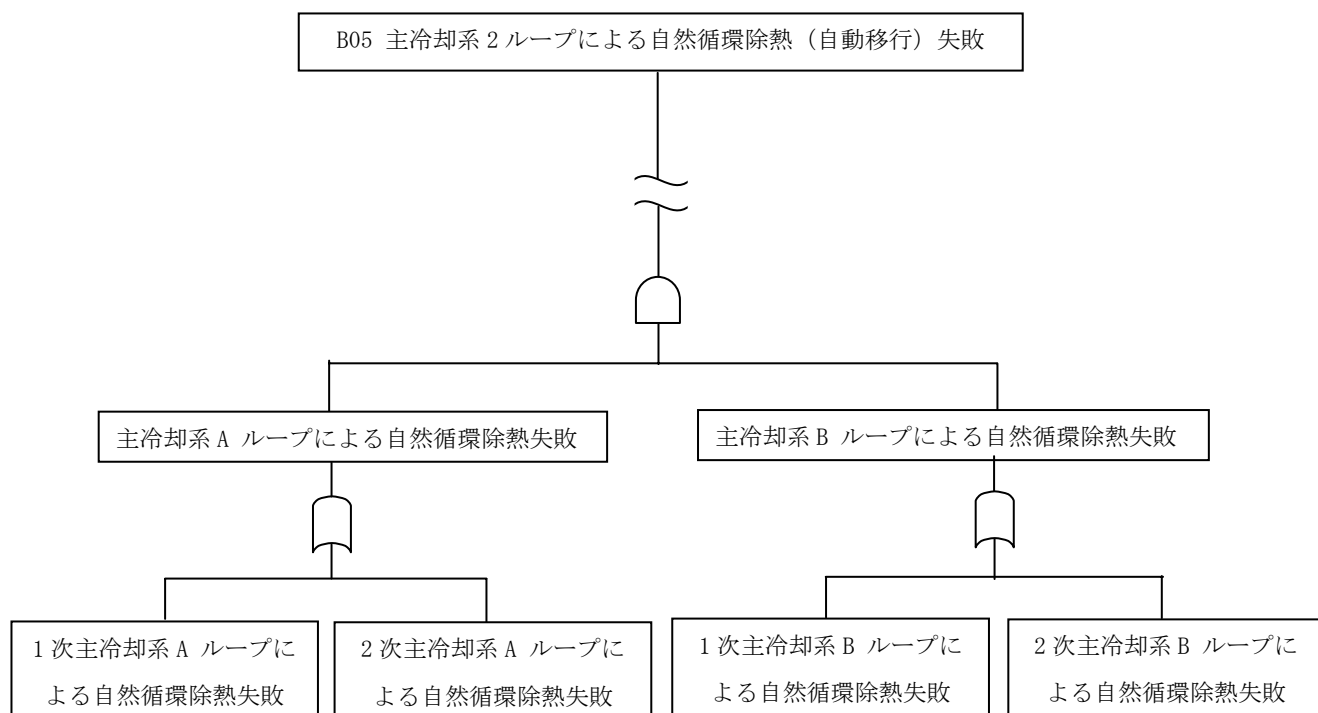 B05 主冷却系 2 ループによる自然循環除熱（自動移行）失敗
主冷却系 A ループによる自然循環除熱失敗
主冷却系 B ループによる自然循環除熱失敗
1 次主冷却系 A ループに
よる自然循環除熱失敗
2 次主冷却系 A ループに
よる自然循環除熱失敗
1 次主冷却系 B ループに
よる自然循環除熱失敗
2 次主冷却系 B ループに
よる自然循環除熱失敗